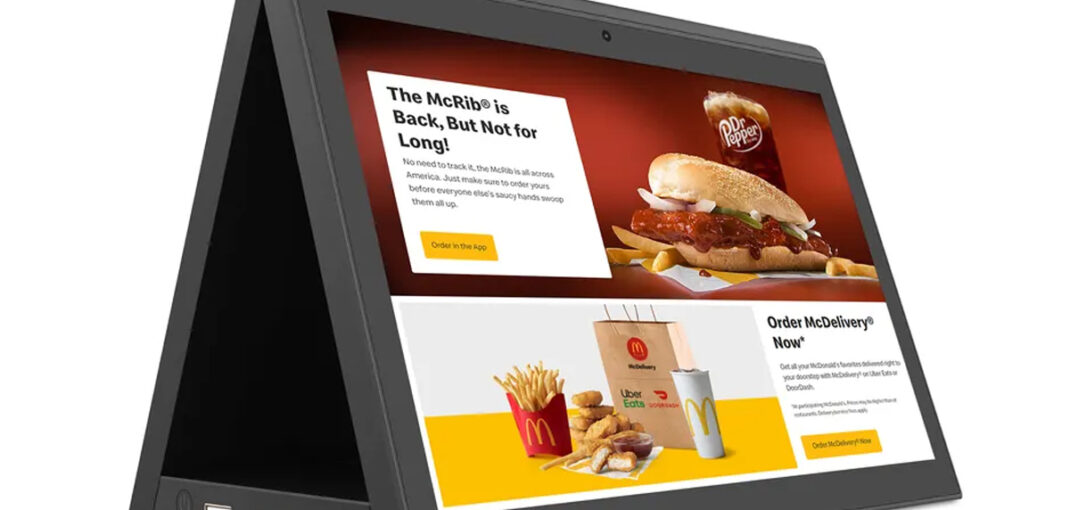 The McRib® is
Back, But Not for
Long!
No need to track it, the McRib is all across
America. Just make sure to order yours
before everyone else's saucy hands swoop
them all up.
Order in the App
Dr
Pepper
Order McDelivery®
Now*
Get all your McDonald's favorites delivered right to
your doorstep with McDelivery® on Uber Eats or
DoorDash.
*At participating McDonald's. Prices may be higher than at
restaurants. Delivery/service fees apply.
Order McDelivery® Now
McDelivery
Uber
Eats
DOORDASH